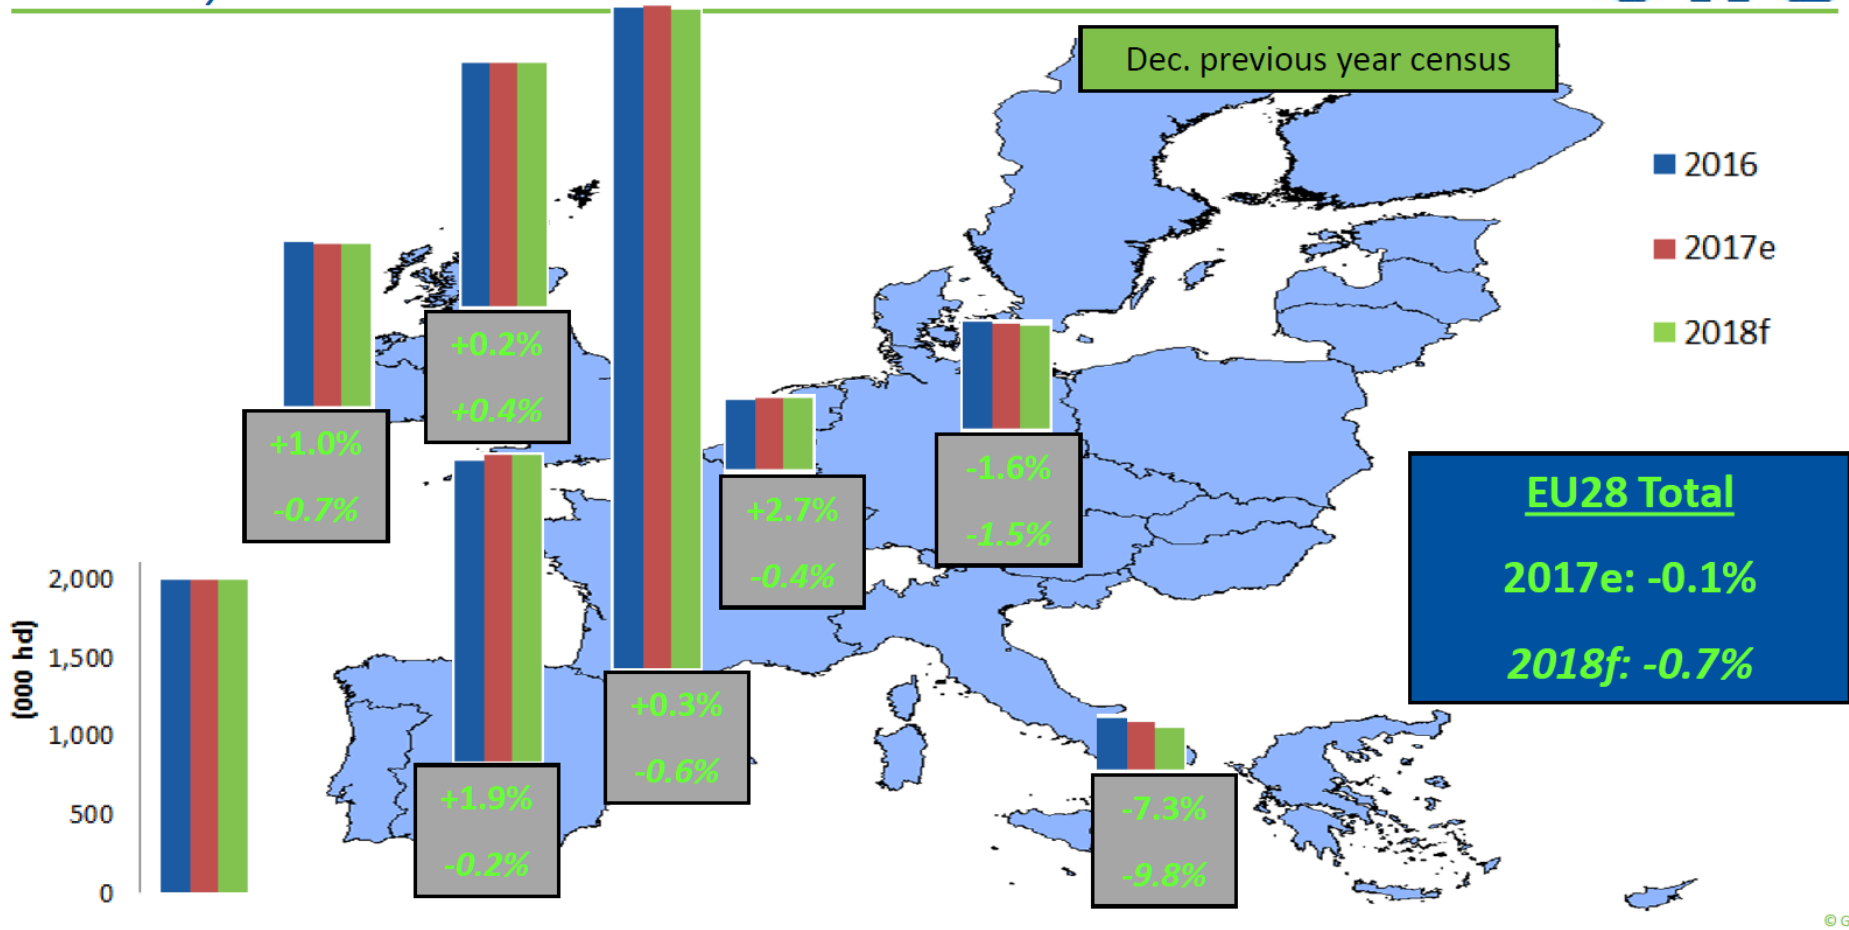 Dec. previous year census
2016
2017e
2018f
+0.2%
+0.4%
+1.0%
-0.7%
-1.6%
-1.5%
+2.7%
-0.4%
EU28 Total
2017e: -0.1%
2018f: -0.7%
(000 hd)
2,000
1,500
1,000
500
0
+0.3%
-0.6%
+1.9%
-0.2%
-7.3%
-9.8%
© G